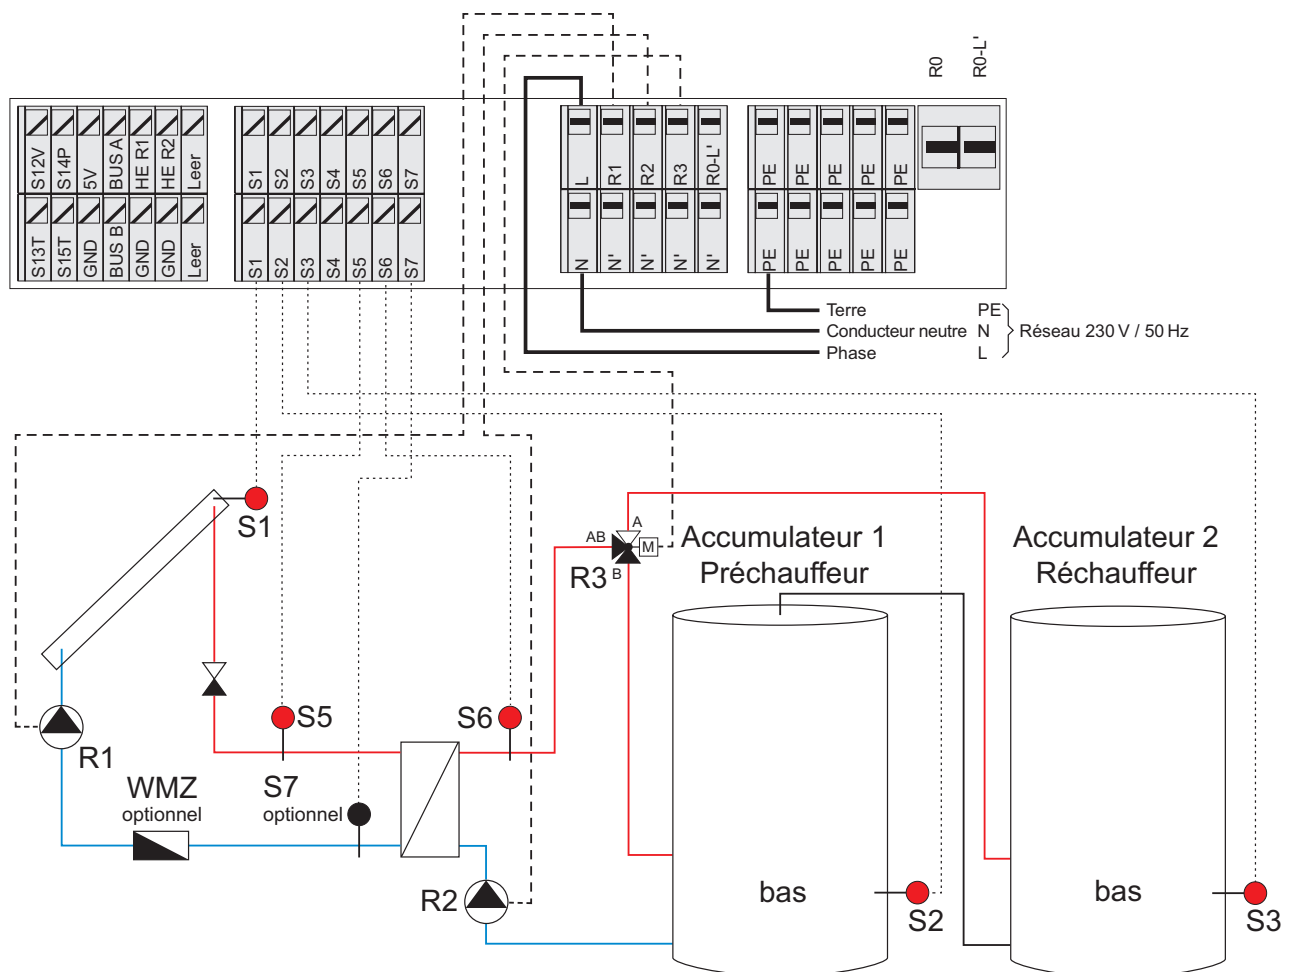 R0
R0-L'
S12V
S14P
5V
BUS A
HE R1
HE R2
Leer
S1
S2
S3
S4
S5
S6
S7
L
R1
R2
R3
R0-L'
PE
PE
PE
PE
PE
S13T
S15T
GND
BUS B
GND
GND
Leer
S1
S2
S3
S4
S5
S6
S7
N
N'
N'
N'
N'
PE
PE
PE
PE
PE
Terre PE
Conducteur neutre N
Phase L
Réseau 230 V / 50 Hz
S1
A
AB
M
B
R3
Accumulateur 1
Préchauffeur
Accumulateur 2
Réchauffeur
S5
S6
R1
WMZ
optionnel
S7
optionnel
R2
bas
S2
bas
S3